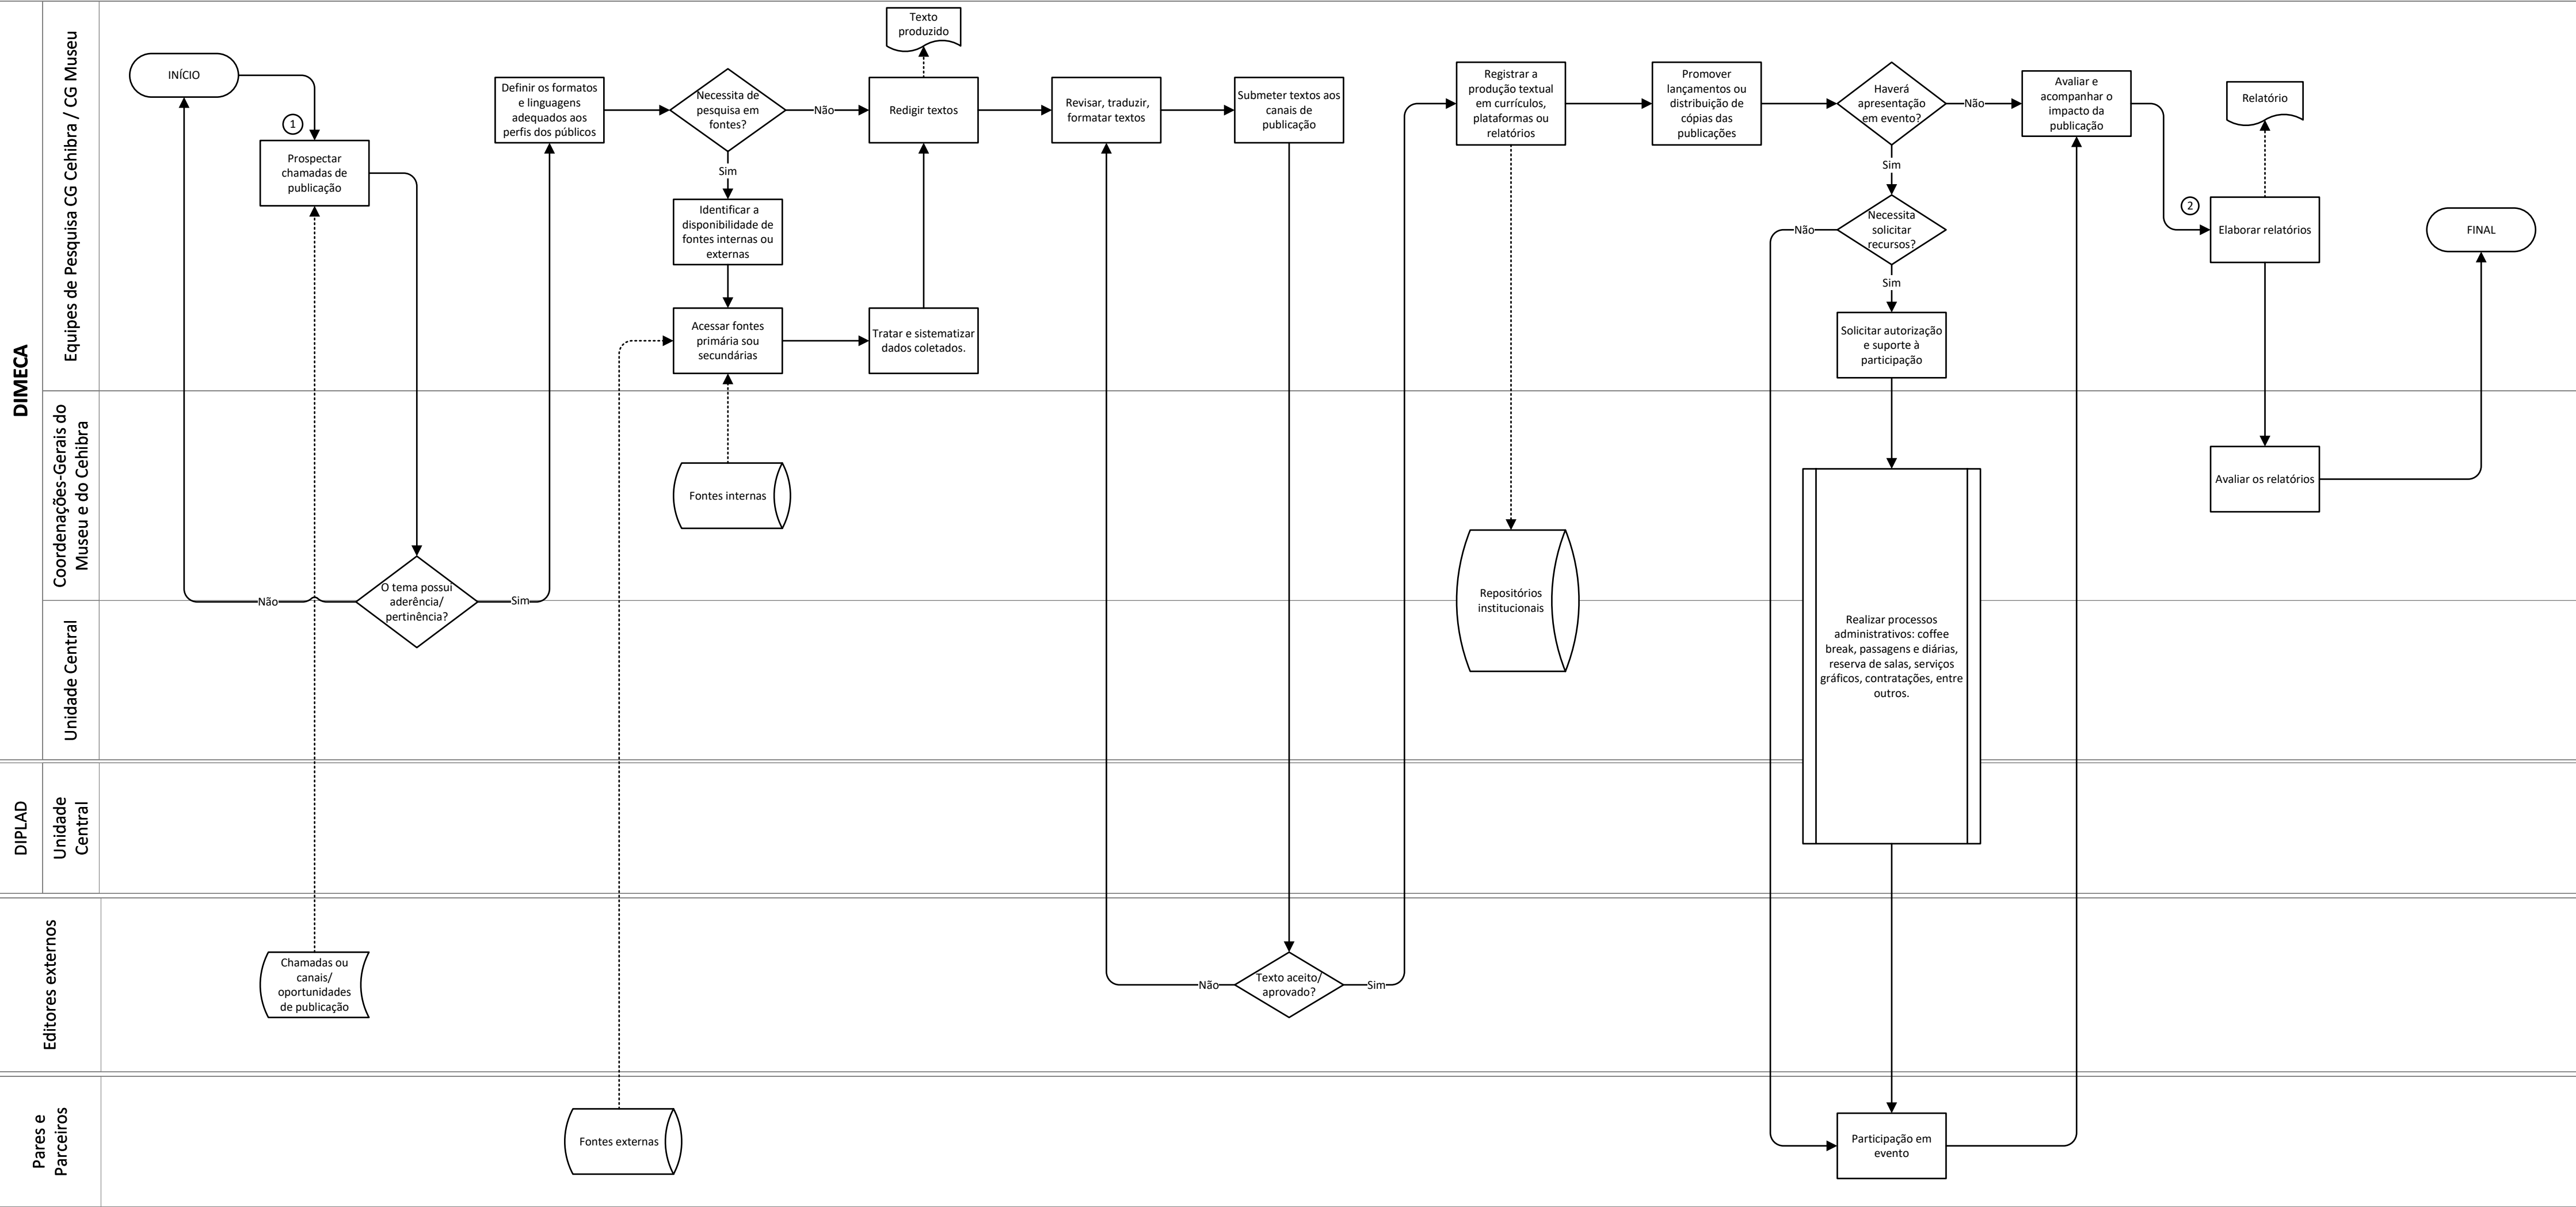 DIMECA
Equipes de Pesquisa CG Cehibra / CG Museu
Coordenações-Gerais do
Museu e do Cehibra
Unidade Central
DIPLAD
Unidade
Central
Editores externos
Pares e
Parceiros
INÍCIO
1
Prospectar
chamadas de
publicação
Chamadas ou
canais/
oportunidades
de publicação
O tema possui
aderência/
pertinência?
Não
Sim
Definir os formatos
e linguagens
adequados aos
perfis dos públicos
Necessita de
pesquisa em
fontes?
Não
Sim
Identificar a
disponibilidade de
fontes internas ou
externas
Acessar fontes
primária sou
secundárias
Fontes internas
Fontes externas
Tratar e sistematizar
dados coletados.
Texto
produzido
Redigir textos
Revisar, traduzir,
formatar textos
Submeter textos aos
canais de
publicação
Texto aceito/
aprovado?
Não
Sim
Registrar a
produção textual
em currículos,
plataformas ou
relatórios
Repositórios
institucionais
Promover
lançamentos ou
distribuição de
cópias das
publicações
Haverá
apresentação
em evento?
Não
Sim
Necessita
solicitar
recursos?
Não
Sim
Solicitar autorização
e suporte à
participação
Realizar processos
administrativos: coffee
break, passagens e diárias,
reserva de salas, serviços
gráficos, contratações, entre
outros.
Participação em
evento
Avaliar e
acompanhar o
impacto da
publicação
2
Relatório
Elaborar relatórios
Avaliar os relatórios
FINAL